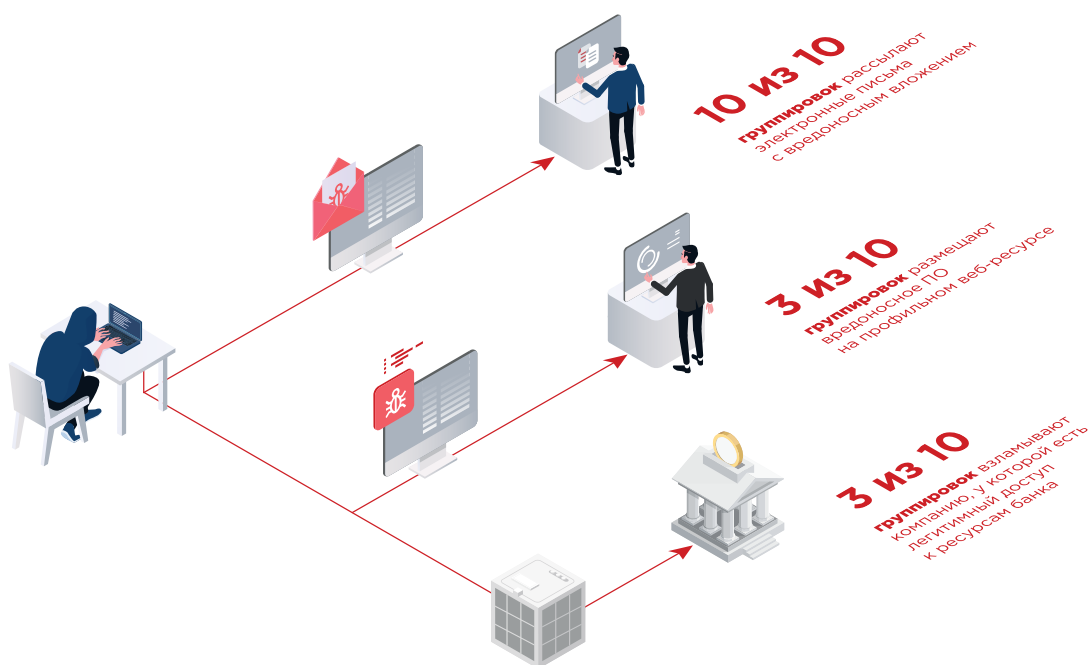 10 из 10
группировок рассылают
электронные письма
с вредоносным вложением
3 из 10
группировок размещают
вредоносное ПО
на профильном веб-ресурсе
3 из 10
группировок взламывают
компанию, у которой есть
легитимный доступ
к ресурсам банка